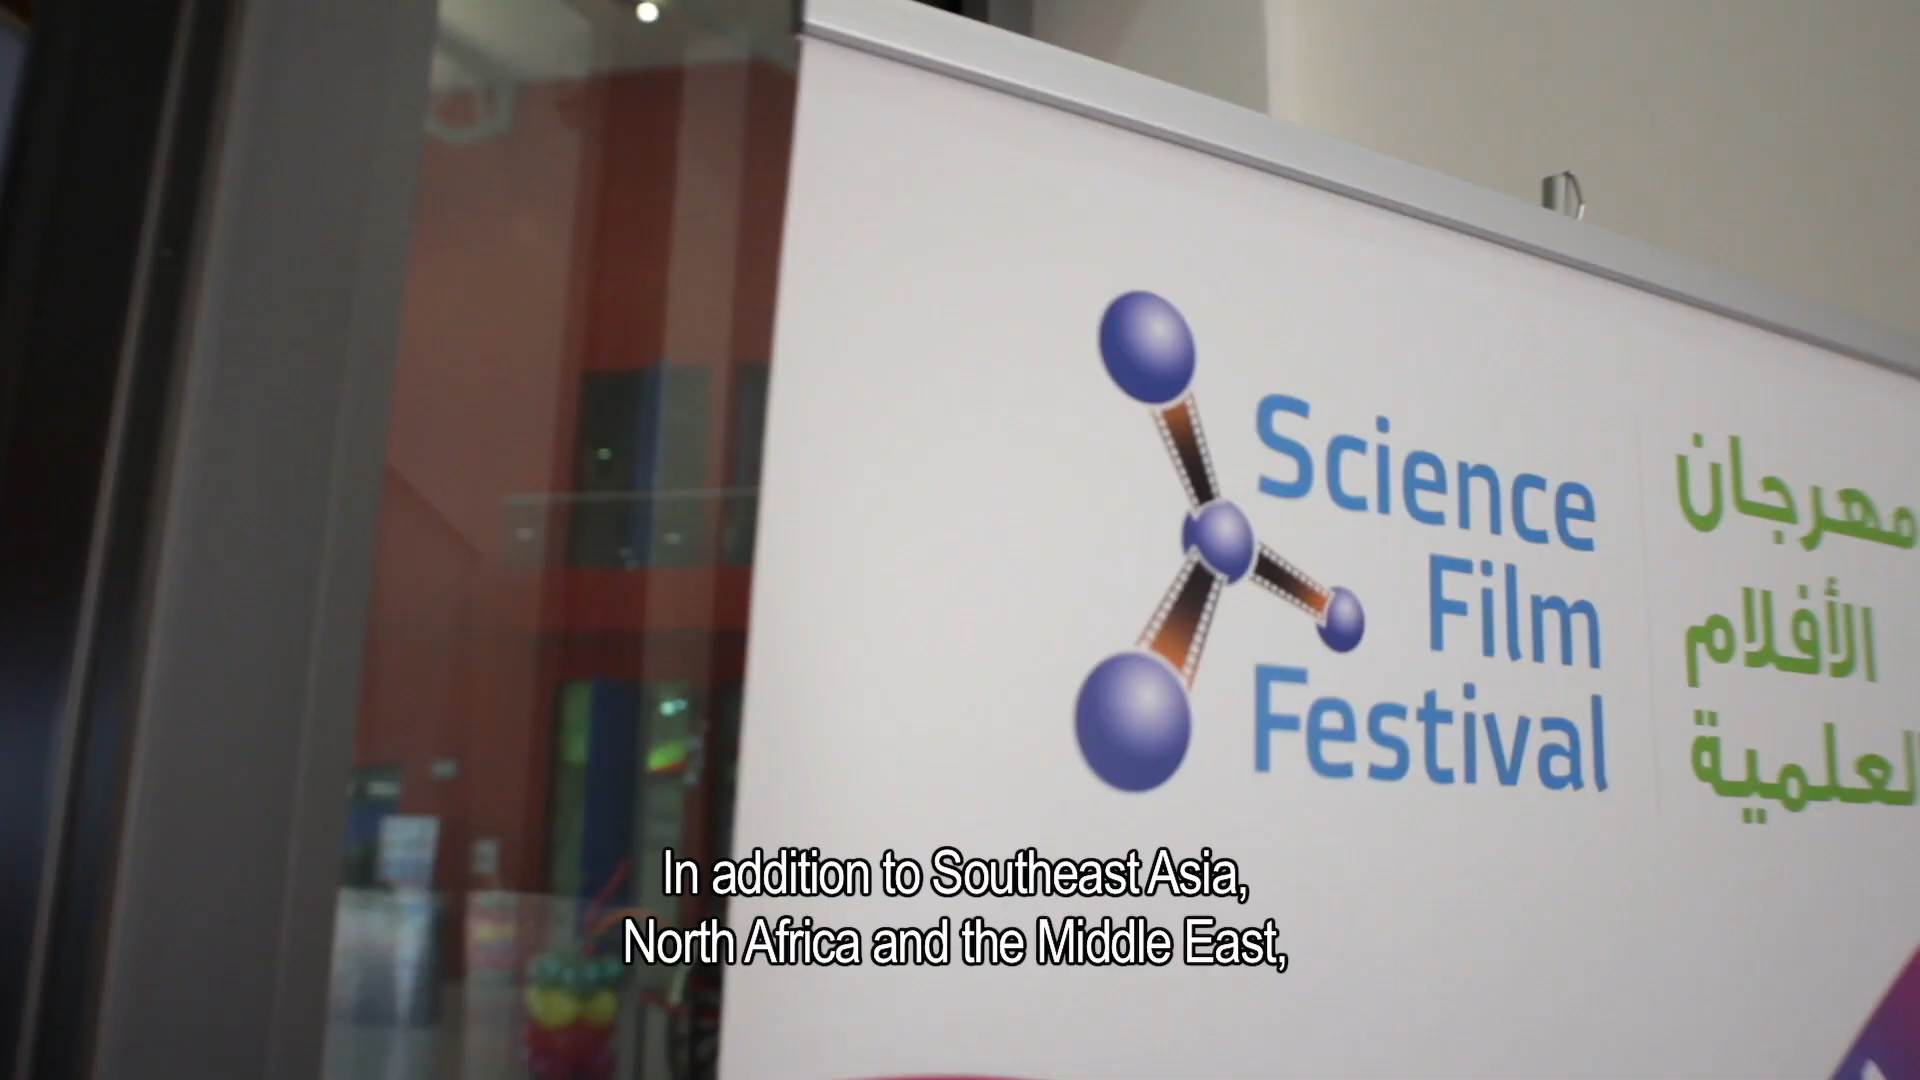 Science
Film
Festival
مهرجان
الأفلام
العلمية
In addition to Southeast Asia,
North Africa and the Middle East,